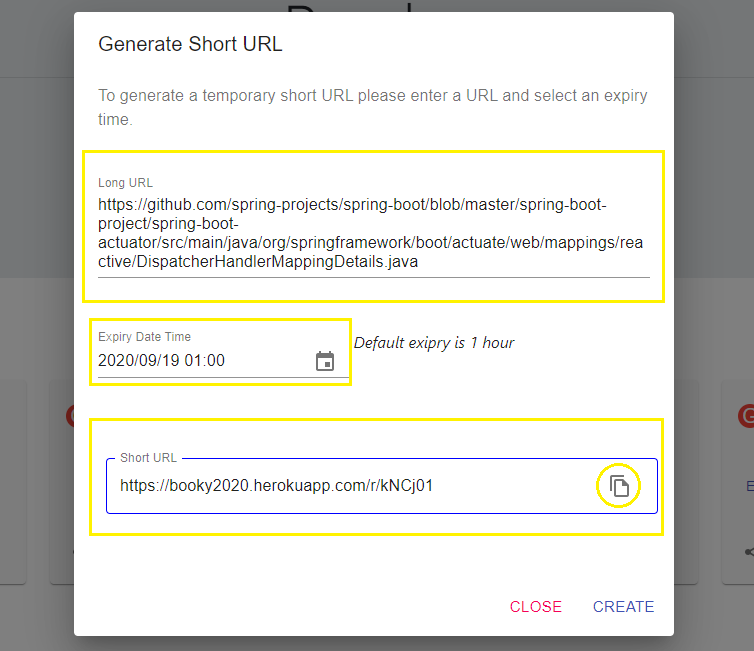 Generate Short URL
To generate a temporary short URL please enter a URL and select an expiry
time.
Long URL
https://github.com/spring-projects/spring-boot/blob/master/spring-boot-
project/spring-boot-
actuator/src/main/java/org/springframework/boot/actuate/web/mappings/rea
ctive/DispatcherHandlerMappingDetails.java
Expiry Date Time
2020/09/19 01:00
Default exipry is 1 hour
Short URL
https://booky2020.herokuapp.com/r/kNCj01
CLOSE CREATE